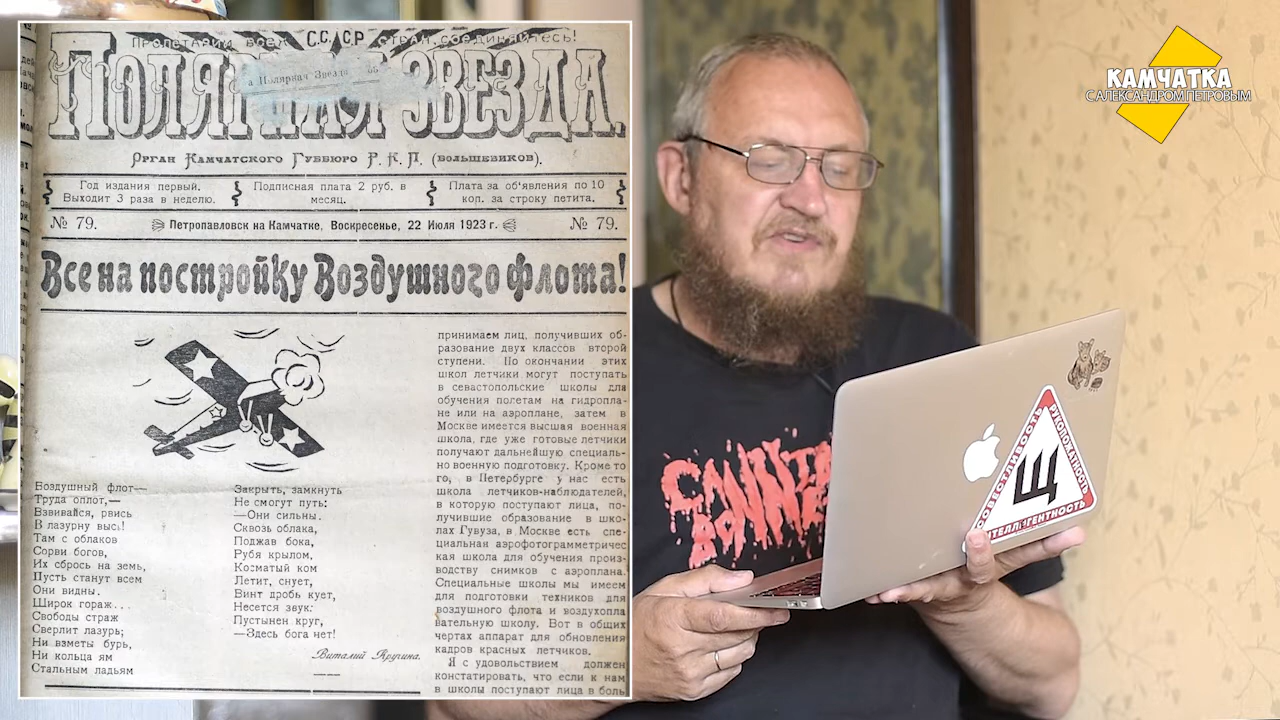 Пролетарии всех С.С.С.Р. стран, соединяйтесь!
ПОЛЯРНАЯ ЗВЕЗДА.
а Полярная Звезда
Орган Камчатского Губбюро Р. К. П. (большевиков).
Год издания первый.
Выходит 3 раза в неделю.
Подписная плата 2 руб. в
месяц.
Плата за об'явления по 10
коп. за строку петита.
№ 79.
Петропавловск на Камчатке, Воскресенье, 22 Июля 1923 г.
№ 79.
Все на постройку Воздушного флота!
Воздушный флот—
Труда оплот,—
Взвивайся, рвись
В лазурну высь!
Там с облаков
Сорви богов,
Их сбрось на земь,
Пусть станут всем
Они видны.
Широк гораж...
Свободы страж
Сверлит лазурь;
Ни взметы бурь,
Ни кольца ям
Стальным ладьям
Закрыть, замкнуть
Не смогут путь:
—Они сильны.
Сквозь облака,
Поджав бока,
Рубя крылом,
Косматый ком
Летит, снует,
Винт дробь кует,
Несется звук:
Пустынен круг,
—Здесь бога нет!
Виталий Кручина.
принимаем лиц, получивших об-
разование двух классов второй
ступени. По окончании этих
школ летчики могут поступать
в севастопольские школы для
обучения полетам на гидропла-
не или на аэроплане, затем в
Москве имеется высшая военная
школа, где уже готовые летчики
получают дальнейшую специаль-
но военную подготовку. Кроме то
го, в Петербурге у нас есть
школа летчиков-наблюдателей,
в которую поступают лица, по-
лучившие образование в шко-
лах Гувуза, в Москве есть спе-
циальная аэрофотограмметрическ
кая школа для обучения произ-
водству снимков с аэроплана.
Специальные школы мы имеем
для подготовки техников для
воздушного флота и воздухопла
вательную школу. Вот в общих
чертах аппарат для обновления
кадров красных летчиков.
Я с удовольствием должен
констатировать, что если к нам
в школы поступают лица в боль
КАМЧАТКА
С АЛЕКСАНДРОМ ПЕТРОВЫМ
СОВЕСТЛИВОСТЬ
РУКОПОЖАТНОСТЬ
ИНТЕЛЛИГЕНТНОСТЬ
Щ